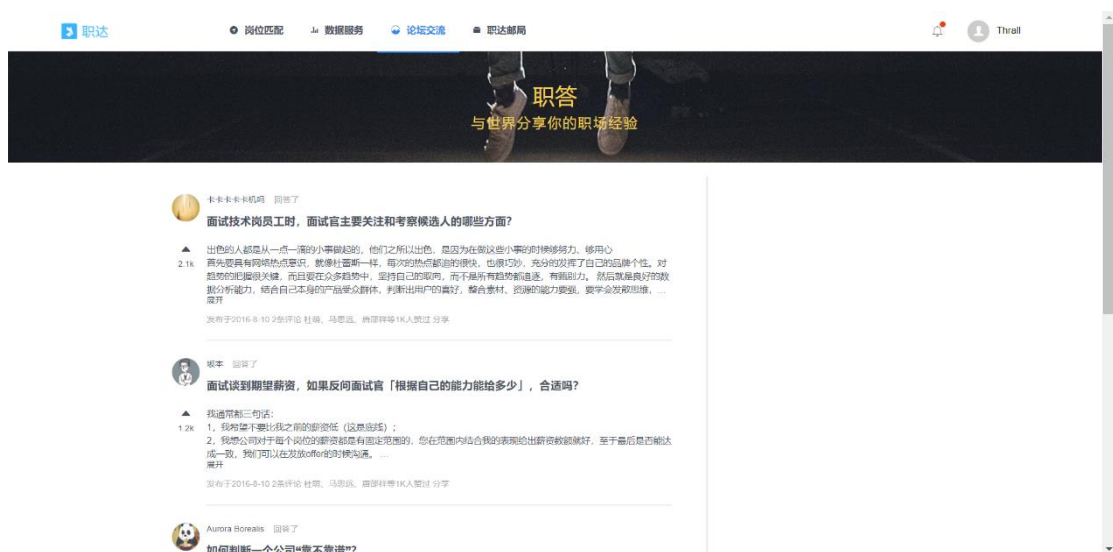 职达
岗位匹配
数据服务
论坛交流
职达邮局
Thrall
职答
与世界分享你的职场经验
卡卡卡卡卡机吗 回答了
面试技术岗员工时，面试官主要关注和考察候选人的哪些方面？
2.1k
出色的人都是从一点一滴的小事做起的，他们之所以出色，是因为在做这些小事的时候够努力、够用心
首先要具有网络热点意识，就像杜蕾斯一样，每次的热点都追的很快，也很巧妙，充分的发挥了自己的品牌个性。对
趋势的把握很关键，而且要在众多趋势中，坚持自己的取向，而不是所有趋势都追逐，有甄别力。 然后就是良好的数
据分析能力，结合自己本身的产品受众群体，判断出用户的喜好，整合素材、资源的能力要强，要学会发散思维，...
展开
发布于2016-8-10 2条评论 杜萌、马思远、唐邵祥等1K人赞过 分享
坂本 回答了
面试谈到期望薪资，如果反问面试官「根据自己的能力能给多少」，合适吗？
1.2k
我通常都三句话：
1，我希望不要比我之前的薪资低（这是底线）；
2，我想公司对于每个岗位的薪资都是有固定范围的，您在范围内结合我的表现给出薪资数额就好，至于最后是否能达
成一致，我们可以在发放offer的时候沟通。 ...
展开
发布于2016-8-10 2条评论 杜萌、马思远、唐邵祥等1K人赞过 分享
Aurora Borealis 回答了
如何判断一个公司“靠不靠谱”？